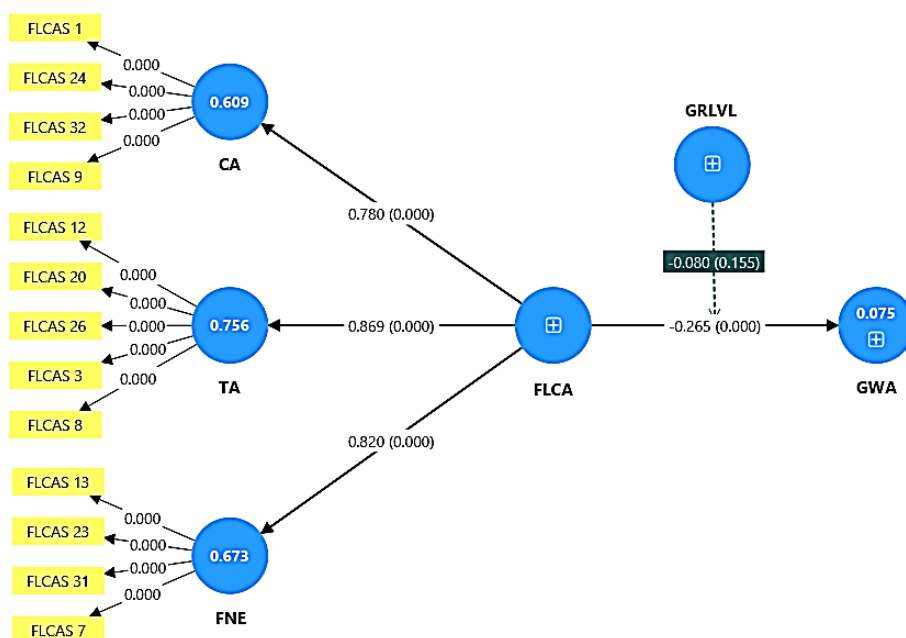 FLCAS 1
0.000
FLCAS 24
0.000
0.609
FLCAS 32
0.000
FLCAS 9
0.000
CA
GRLVL
0.780 (0.000)
-0.080 (0.155)
FLCAS 12
0.000
FLCAS 20
0.000
FLCAS 26
0.000
0.756
FLCAS 3
0.000
FLCAS 8
0.000
TA
0.869 (0.000)
FLCA
-0.265 (0.000)
0.075
GWA
0.820 (0.000)
FLCAS 13
0.000
FLCAS 23
0.000
0.673
FLCAS 31
0.000
FLCAS 7
0.000
FNE